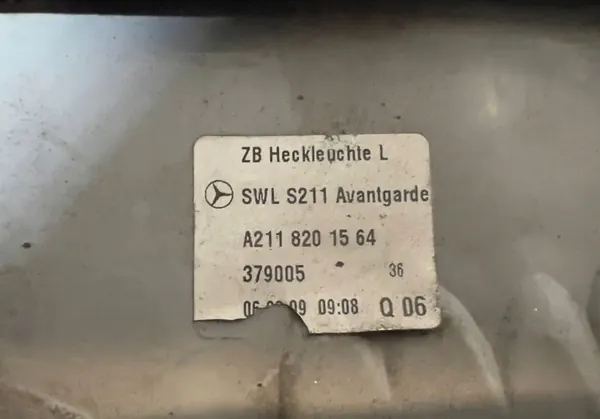 ZB Heckleuchte L
SWL S211 Avantgarde
A211 820 15 64
379005 36
09:08 Q 06